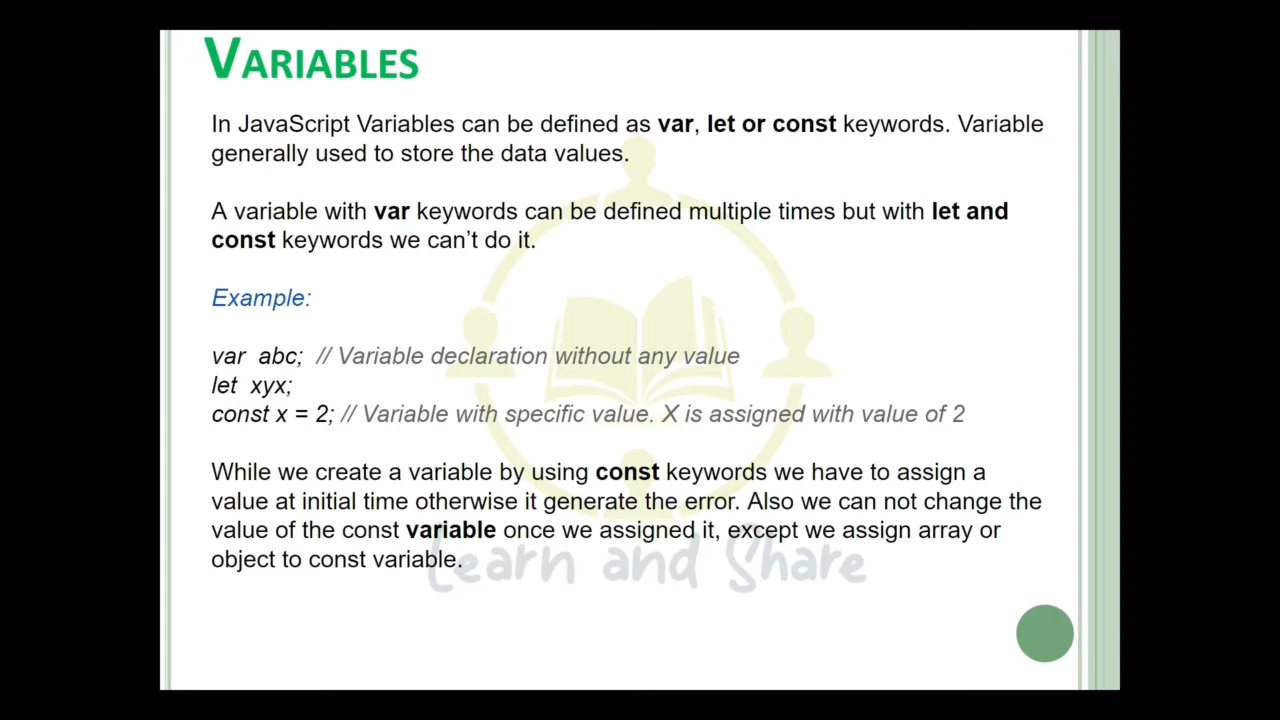 VARIABLES
In JavaScript Variables can be defined as var, let or const keywords. Variable
generally used to store the data values.
A variable with var keywords can be defined multiple times but with let and
const keywords we can't do it.
Example:
var abc; // Variable declaration without any value
let xyx;
const x = 2; // Variable with specific value. X is assigned with value of 2
While we create a variable by using const keywords we have to assign a
value at initial time otherwise it generate the error. Also we can not change the
value of the const variable once we assigned it, except we assign array or
object to const variable.
Learn and Share